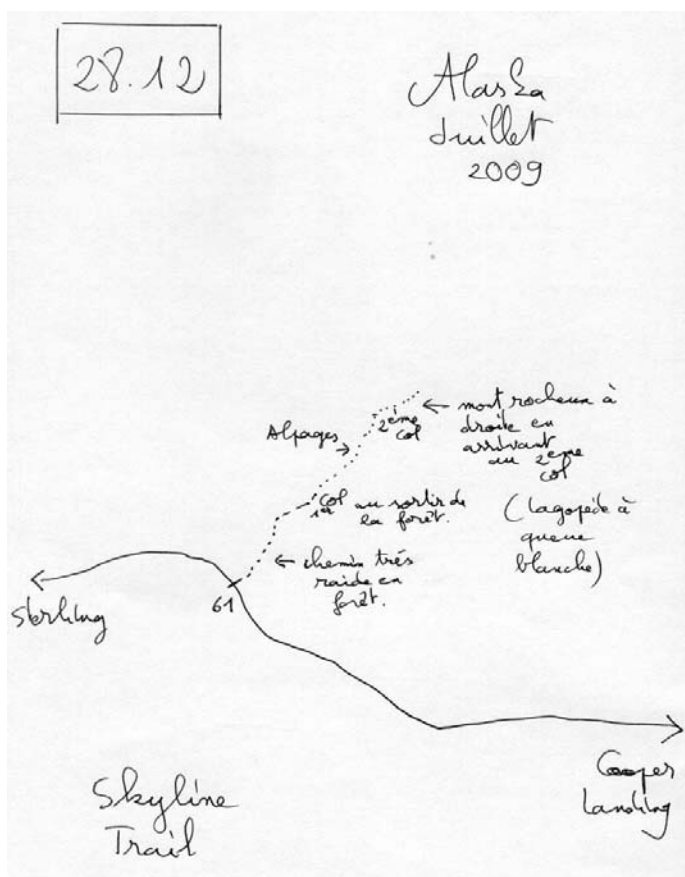 28.12
Alaska
Juillet
2009
← mont rocheux à
droite en
arrivant
au 2ème
col
(lagopède à
queue
blanche)
2ème
col
Alpages
1er col au sortir de
la forêt.
← chemin très
raide en
forêt.
61
Sterling
Cooper
Landing
Skyline
Trail